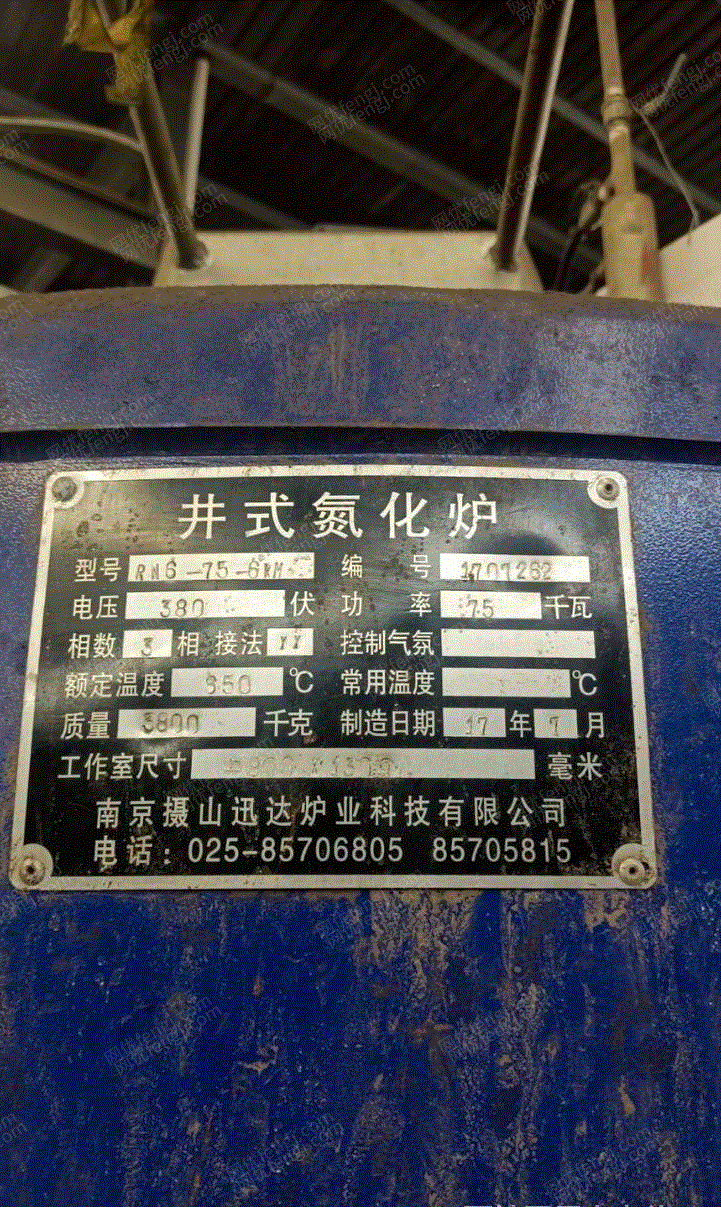 井式氮化炉
型号 RN6-75-6KM 编号 1707262
电压 380 伏 功率 75 千瓦
相数 3 相 接法 YY 控制气氛
额定温度 650 ℃ 常用温度 ℃
质量 3800 千克 制造日期 17 年 7 月
工作室尺寸 毫米
南京摄山迅达炉业科技有限公司
电话：025-85706805 85705815